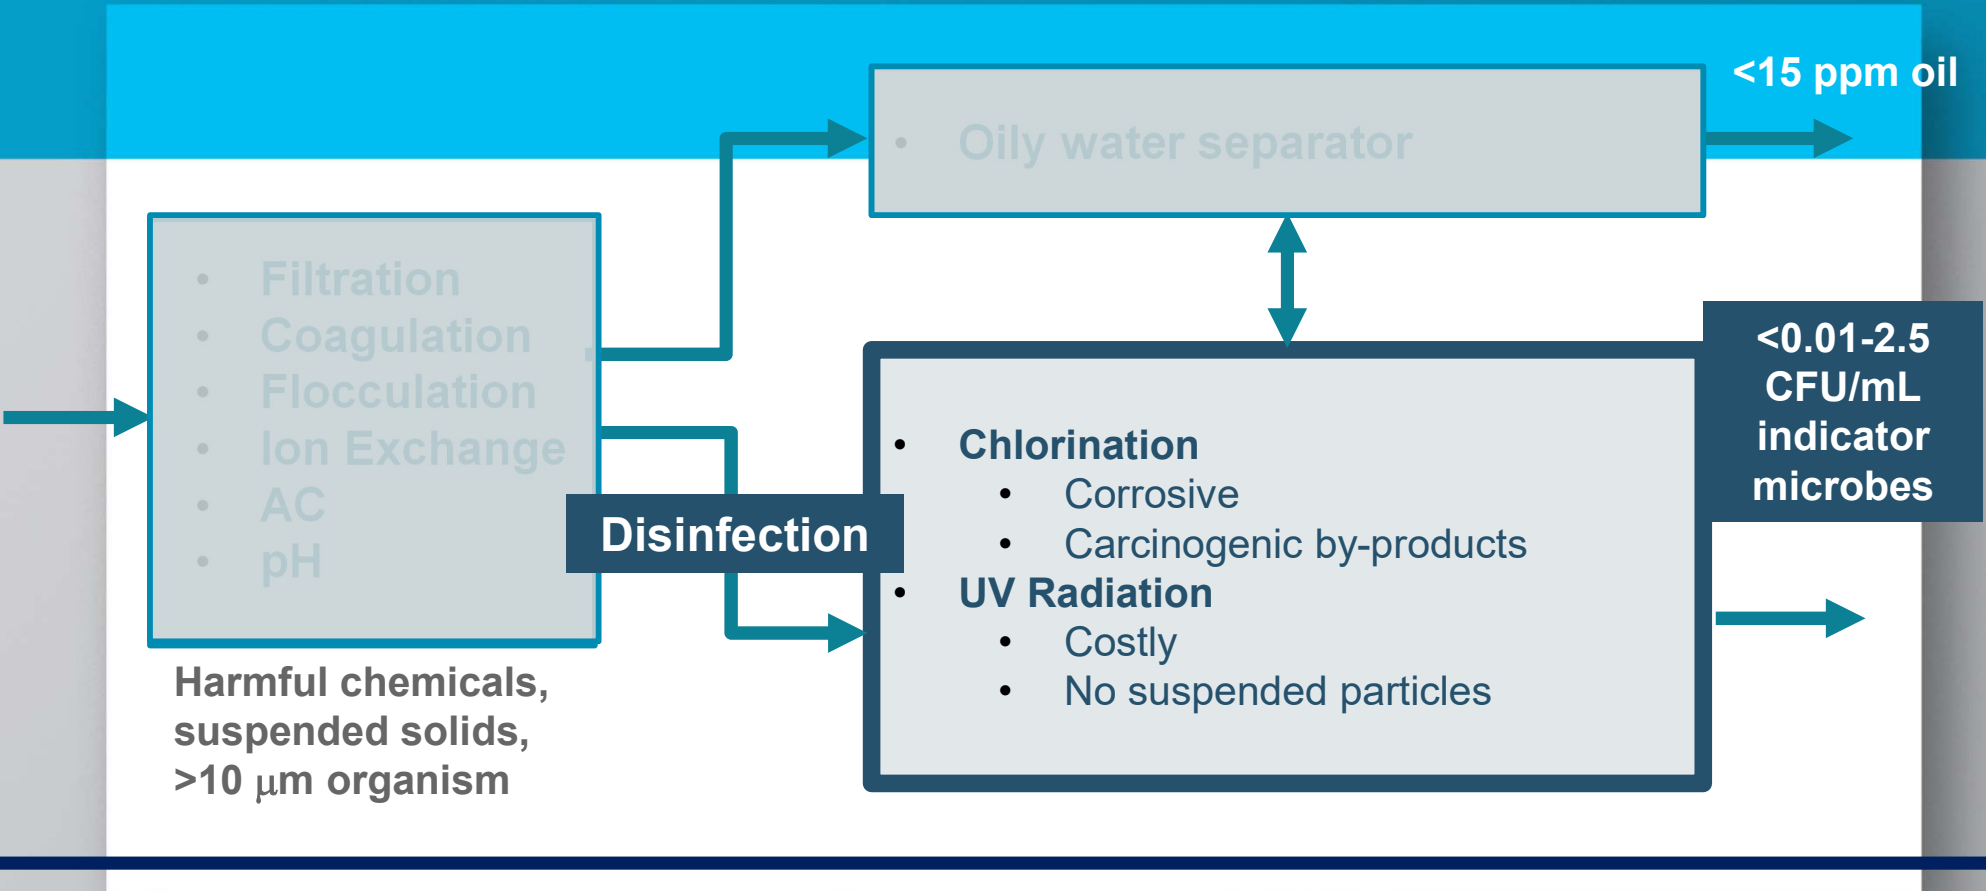 <15 ppm oil
• Oily water separator
• Filtration
• Coagulation
• Flocculation
• Ion Exchange
• AC
• pH
Harmful chemicals,
suspended solids,
>10 μm organism
Disinfection
• Chlorination
• Corrosive
• Carcinogenic by-products
• UV Radiation
• Costly
• No suspended particles
<0.01-2.5
CFU/mL
indicator
microbes